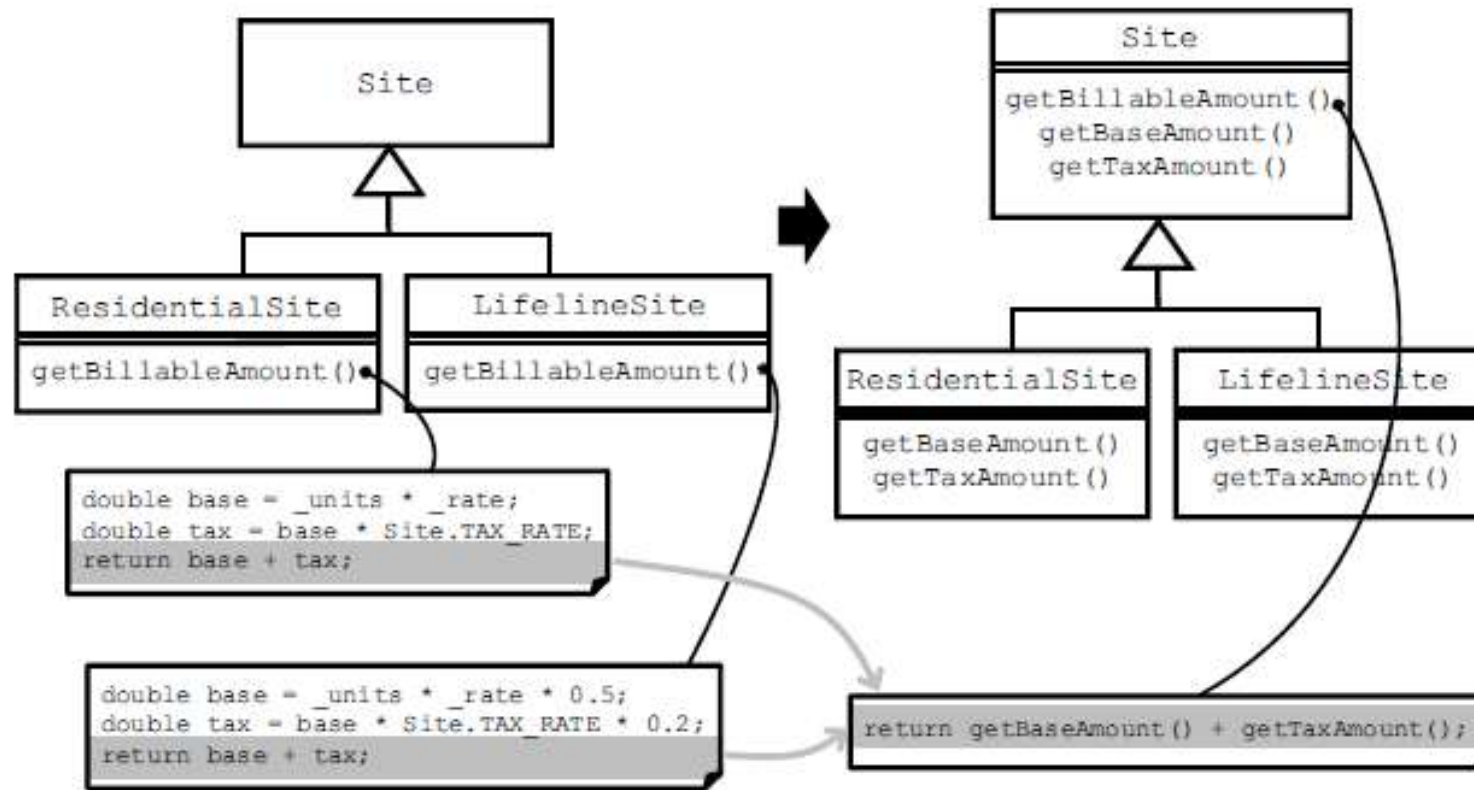 Site
ResidentialSite
getBillableAmount()
LifelineSite
getBillableAmount()
double base = _units * _rate;
double tax = base * Site.TAX_RATE;
return base + tax;
double base = _units * _rate * 0.5;
double tax = base * Site.TAX_RATE * 0.2;
return base + tax;
Site
getBillableAmount()
getBaseAmount()
getTaxAmount()
ResidentialSite
getBaseAmount()
getTaxAmount()
LifelineSite
getBaseAmount()
getTaxAmount()
return getBaseAmount() + getTaxAmount();